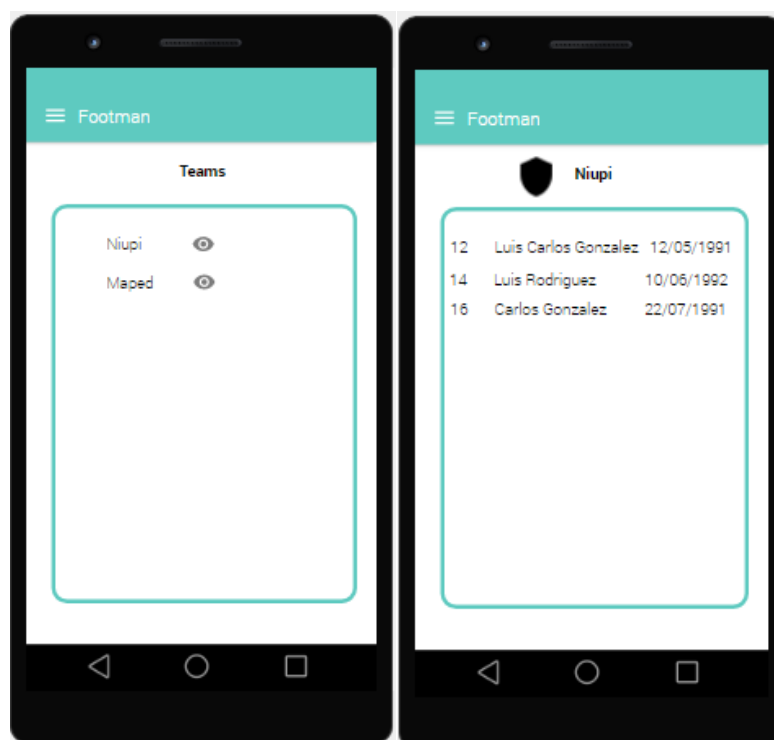 Footman
Teams
Niupi
Maped
Footman
Niupi
12 Luis Carlos Gonzalez 12/05/1991
14 Luis Rodriguez 10/06/1992
16 Carlos Gonzalez 22/07/1991